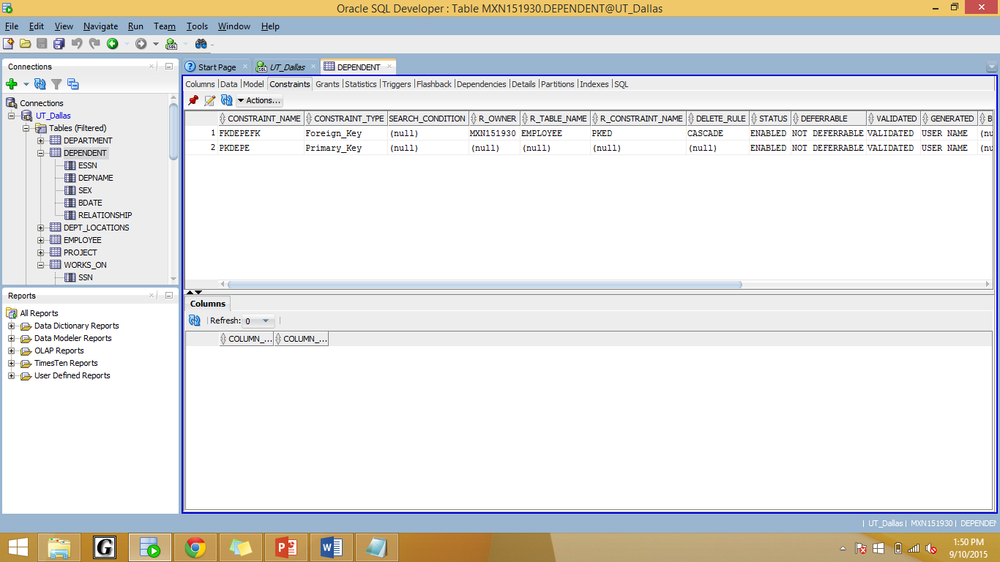 Oracle SQL Developer : Table MXN151930.DEPENDENT@UT_Dallas
File Edit View Navigate Run Team Tools Window Help
Connections
Connections
UT_Dallas
Tables (Filtered)
DEPARTMENT
DEPENDENT
ESSN
DEPNAME
SEX
BDATE
RELATIONSHIP
DEPT_LOCATIONS
EMPLOYEE
PROJECT
WORKS_ON
SSN
Reports
All Reports
Data Dictionary Reports
Data Modeler Reports
OLAP Reports
TimesTen Reports
User Defined Reports
Start Page UT_Dallas DEPENDENT
Columns Data Model Constraints Grants Statistics Triggers Flashback Dependencies Details Partitions Indexes SQL
Actions...
CONSTRAINT_NAME CONSTRAINT_TYPE SEARCH_CONDITION R_OWNER R_TABLE_NAME R_CONSTRAINT_NAME DELETE_RULE STATUS DEFERRABLE VALIDATED GENERATED B
1 FKDEPEFK Foreign_Key (null) MXN151930 EMPLOYEE PKED CASCADE ENABLED NOT DEFERRABLE VALIDATED USER NAME (nu
2 PKDEPE Primary_Key (null) (null) (null) (null) (null) ENABLED NOT DEFERRABLE VALIDATED USER NAME (nu
Columns
Refresh: 0
COLUMN_... COLUMN_...
UT_Dallas | MXN151930 | DEPENDEN
1:50 PM
9/10/2015